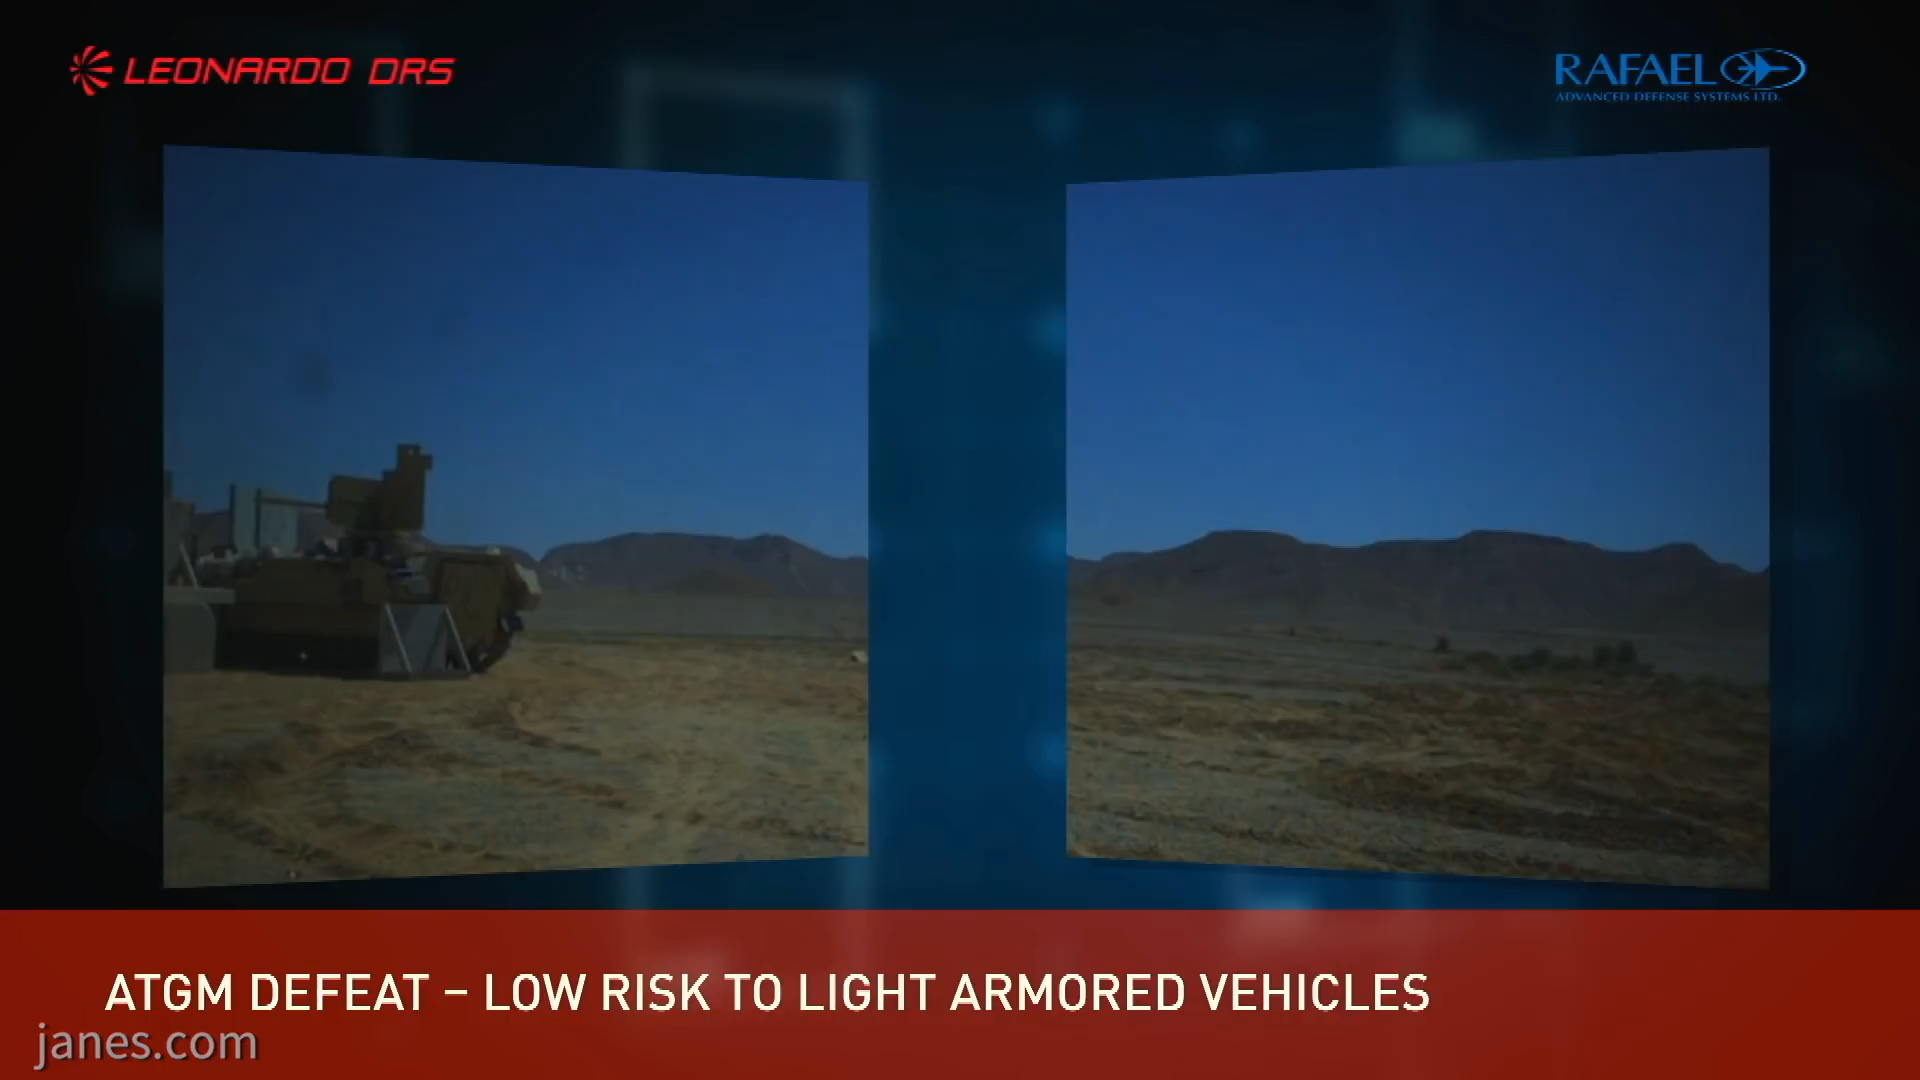 LEONARDO DRS
RAFAEL
ADVANCED DEFENSE SYSTEMS LTD.
ATGM DEFEAT – LOW RISK TO LIGHT ARMORED VEHICLES
janes.com